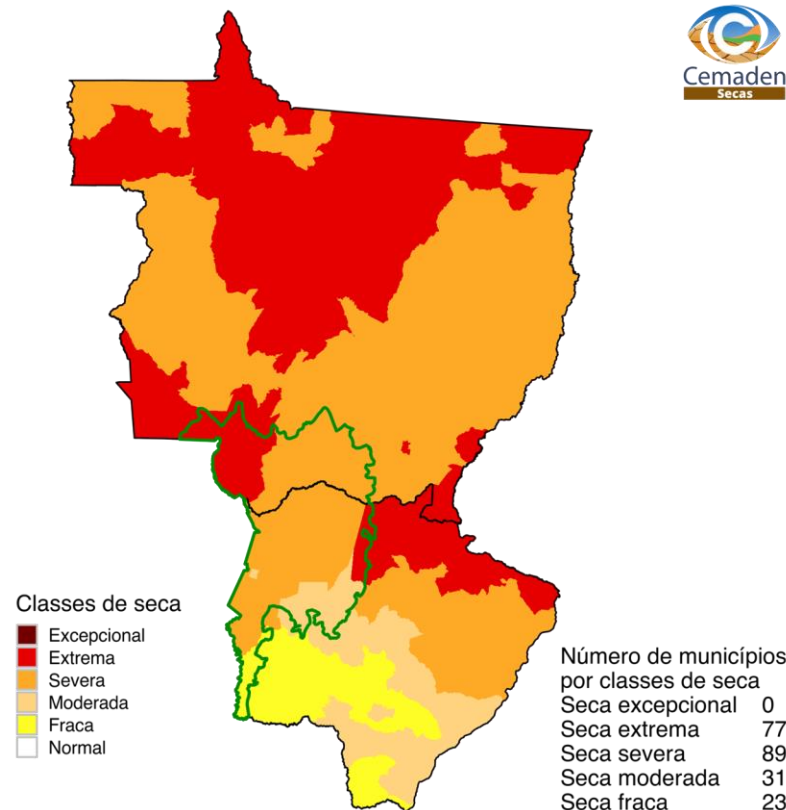 Cemaden
Secas
Classes de seca
Excepcional
Extrema
Severa
Moderada
Fraca
Normal
Número de municípios
por classes de seca
Seca excepcional 0
Seca extrema 77
Seca severa 89
Seca moderada 31
Seca fraca 23